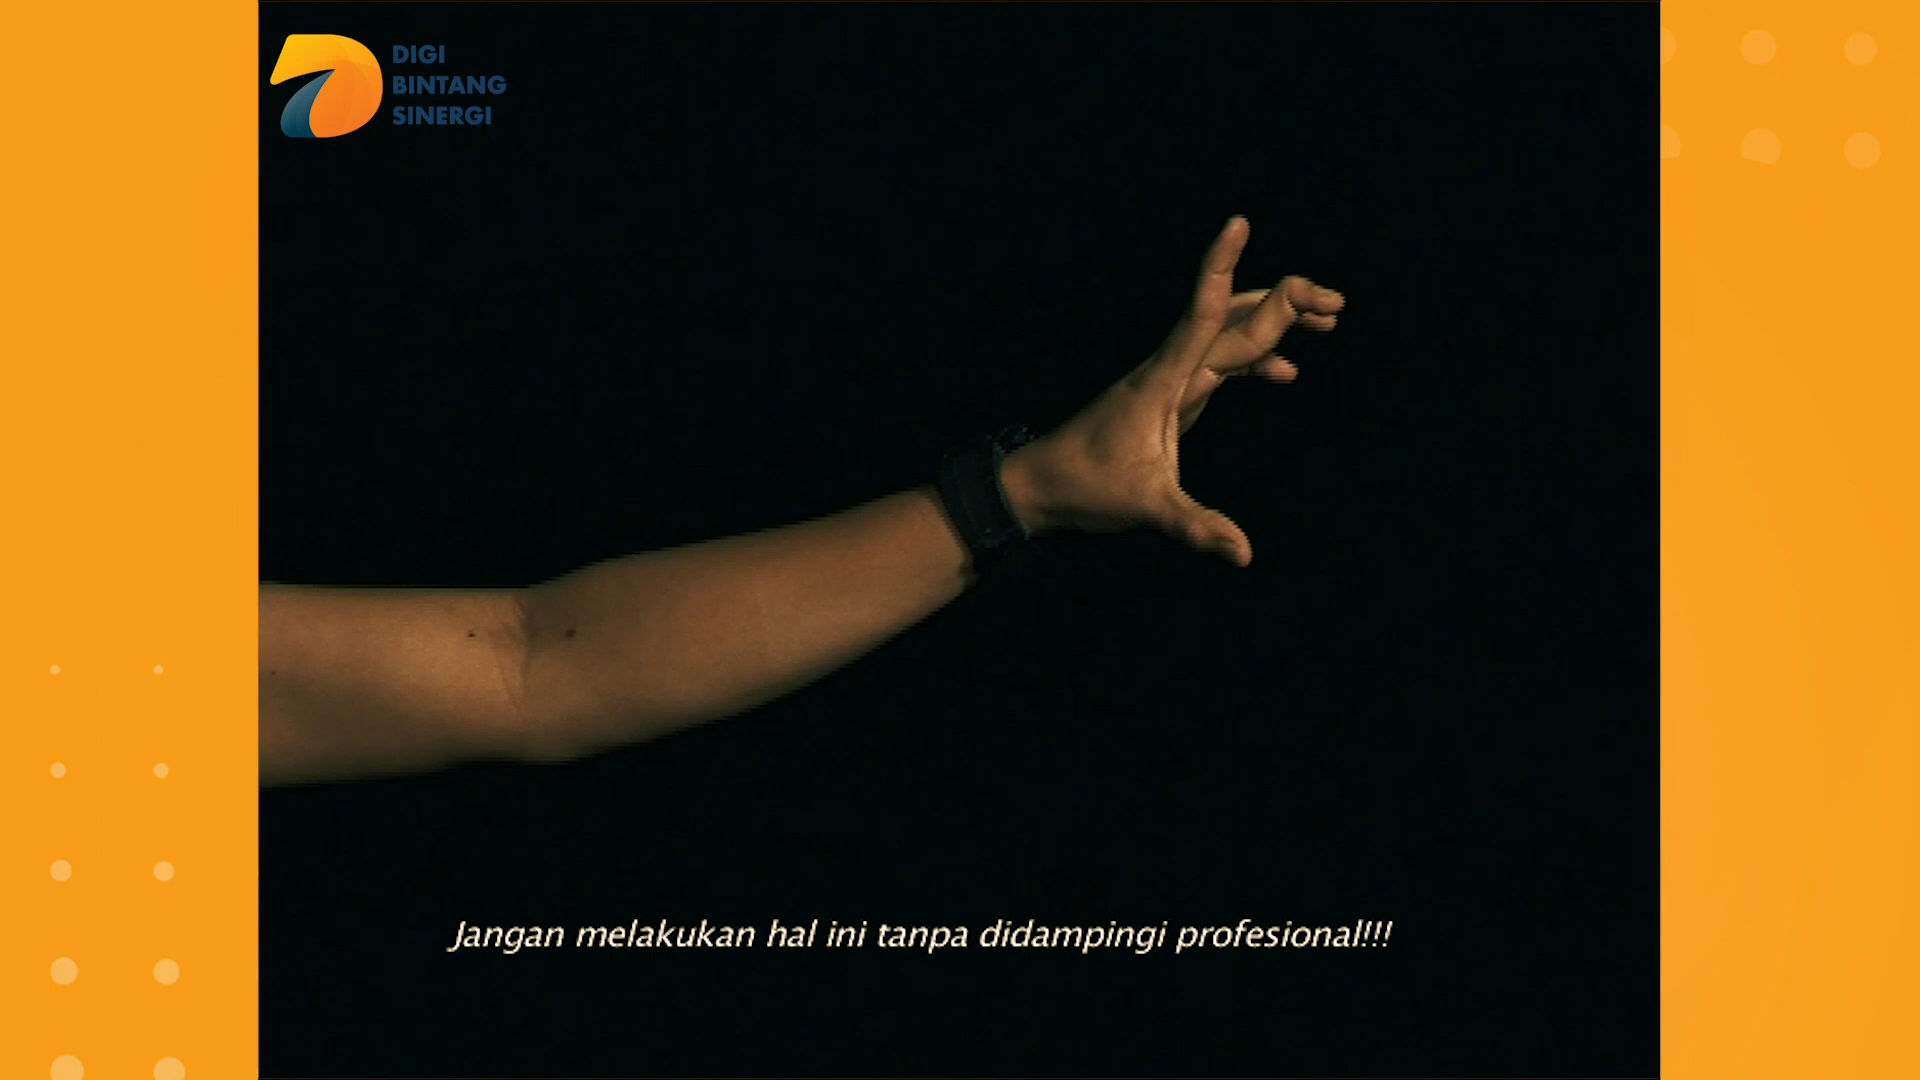 DIGI
BINTANG
SINERGI
Jangan melakukan hal ini tanpa didampingi profesional!!!